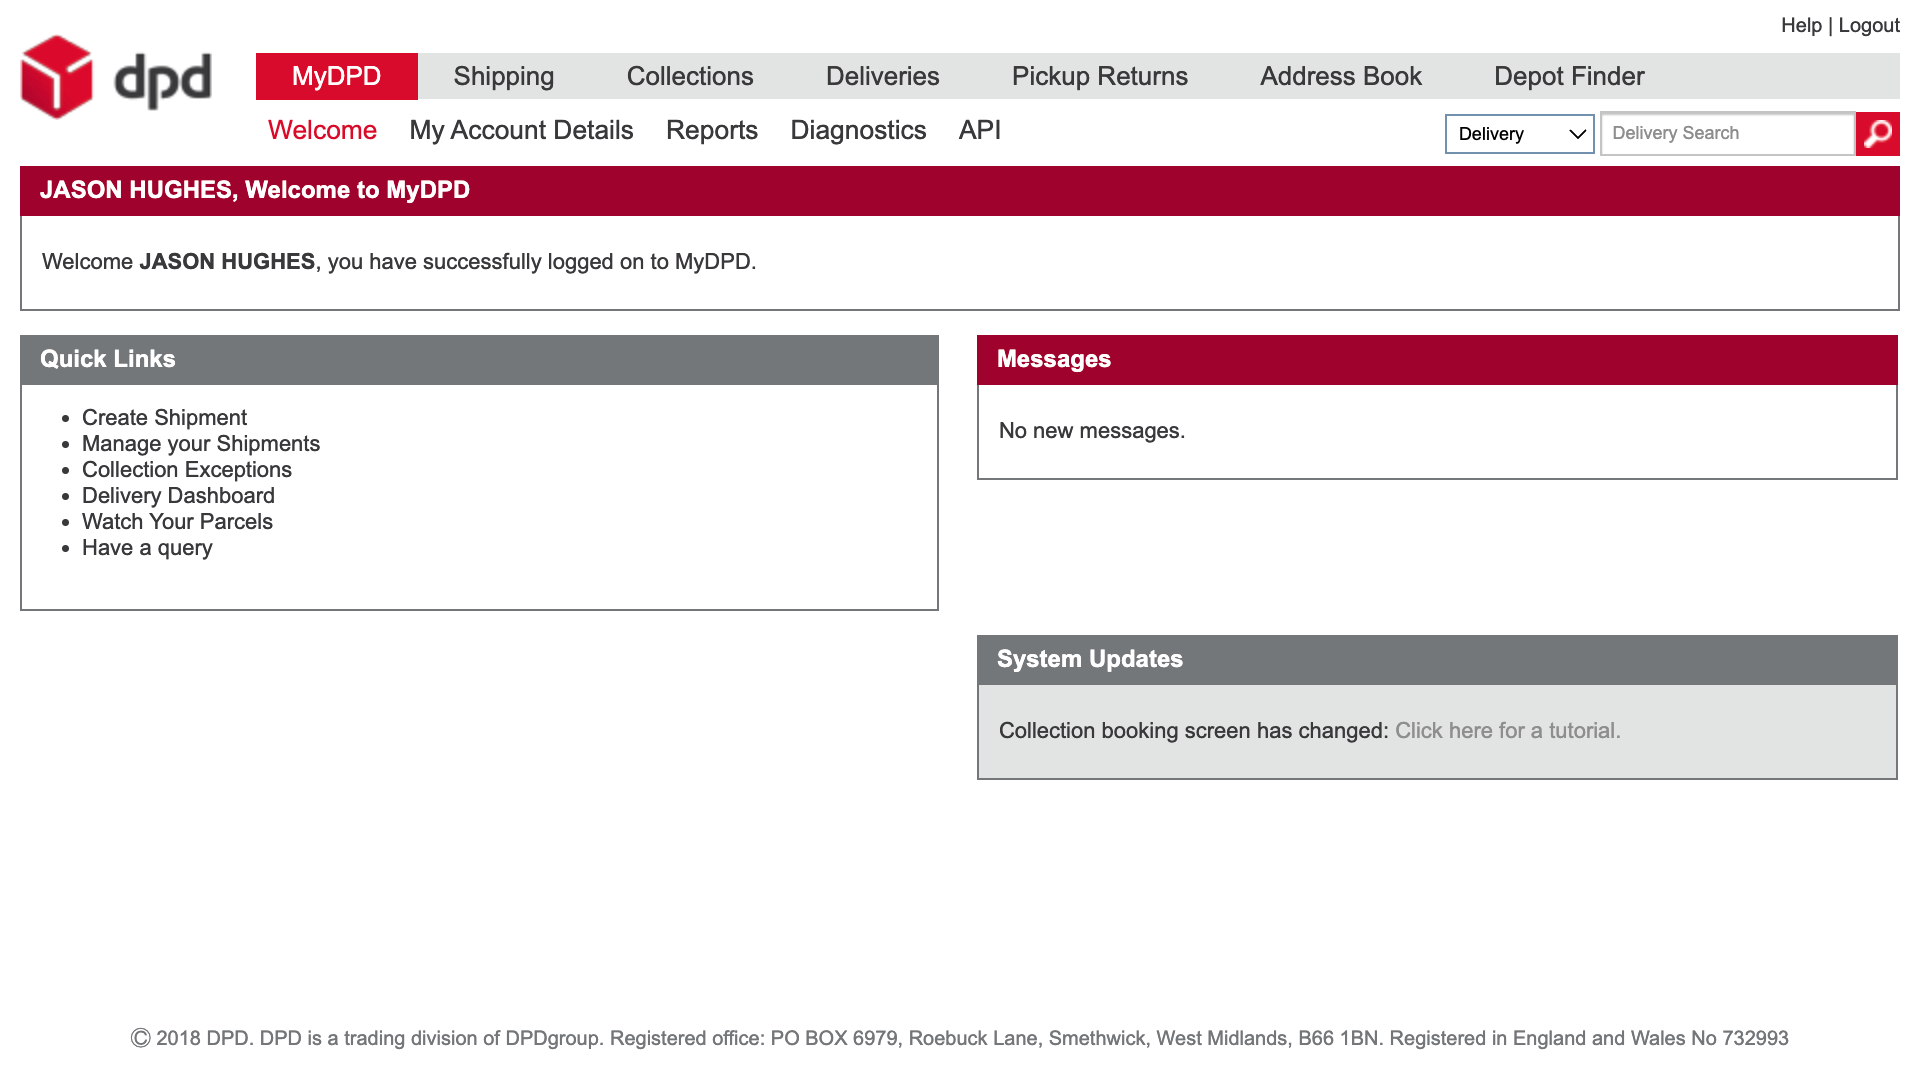 Help | Logout
dpd
MyDPD Shipping Collections Deliveries Pickup Returns Address Book Depot Finder
Welcome My Account Details Reports Diagnostics API Delivery Delivery Search
JASON HUGHES, Welcome to MyDPD
Welcome JASON HUGHES, you have successfully logged on to MyDPD.
Quick Links
Create Shipment
Manage your Shipments
Collection Exceptions
Delivery Dashboard
Watch Your Parcels
Have a query
Messages
No new messages.
System Updates
Collection booking screen has changed: Click here for a tutorial.
© 2018 DPD. DPD is a trading division of DPDgroup. Registered office: PO BOX 6979, Roebuck Lane, Smethwick, West Midlands, B66 1BN. Registered in England and Wales No 732993